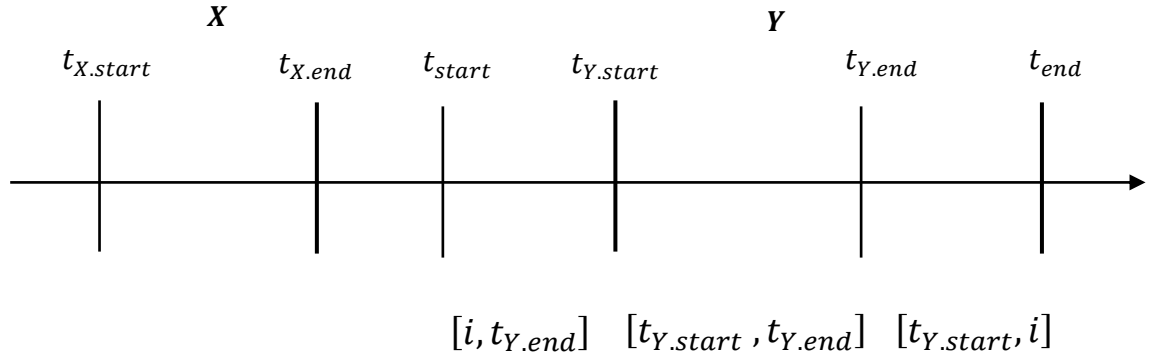 X Y
t_{X.start} t_{X.end} t_{start} t_{Y.start} t_{Y.end} t_{end}
[i, t_{Y.end}] [t_{Y.start} , t_{Y.end}] [t_{Y.start}, i]